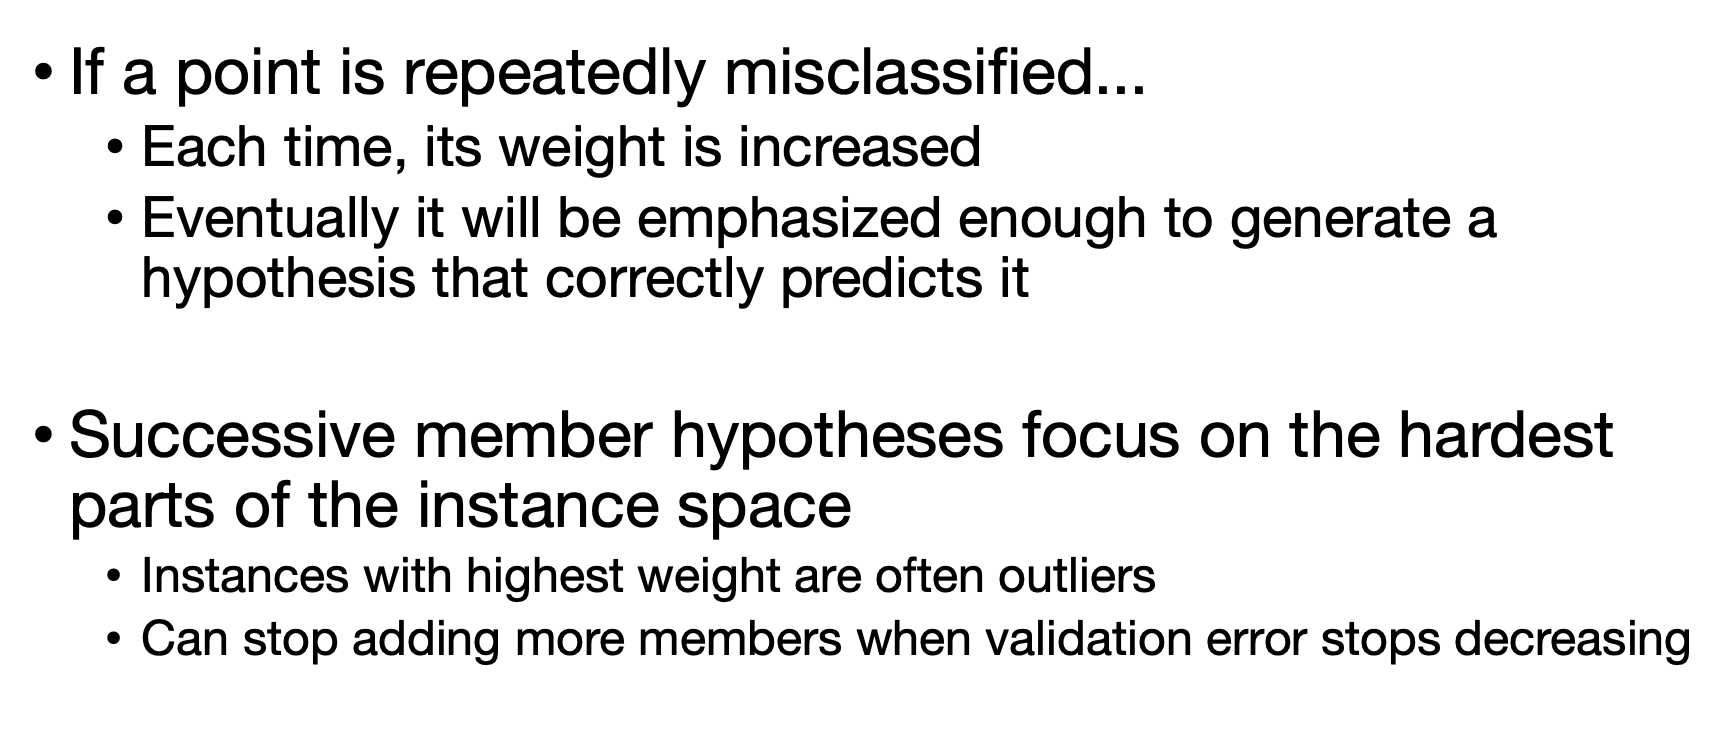 • If a point is repeatedly misclassified...
• Each time, its weight is increased
• Eventually it will be emphasized enough to generate a
hypothesis that correctly predicts it
• Successive member hypotheses focus on the hardest
parts of the instance space
• Instances with highest weight are often outliers
• Can stop adding more members when validation error stops decreasing